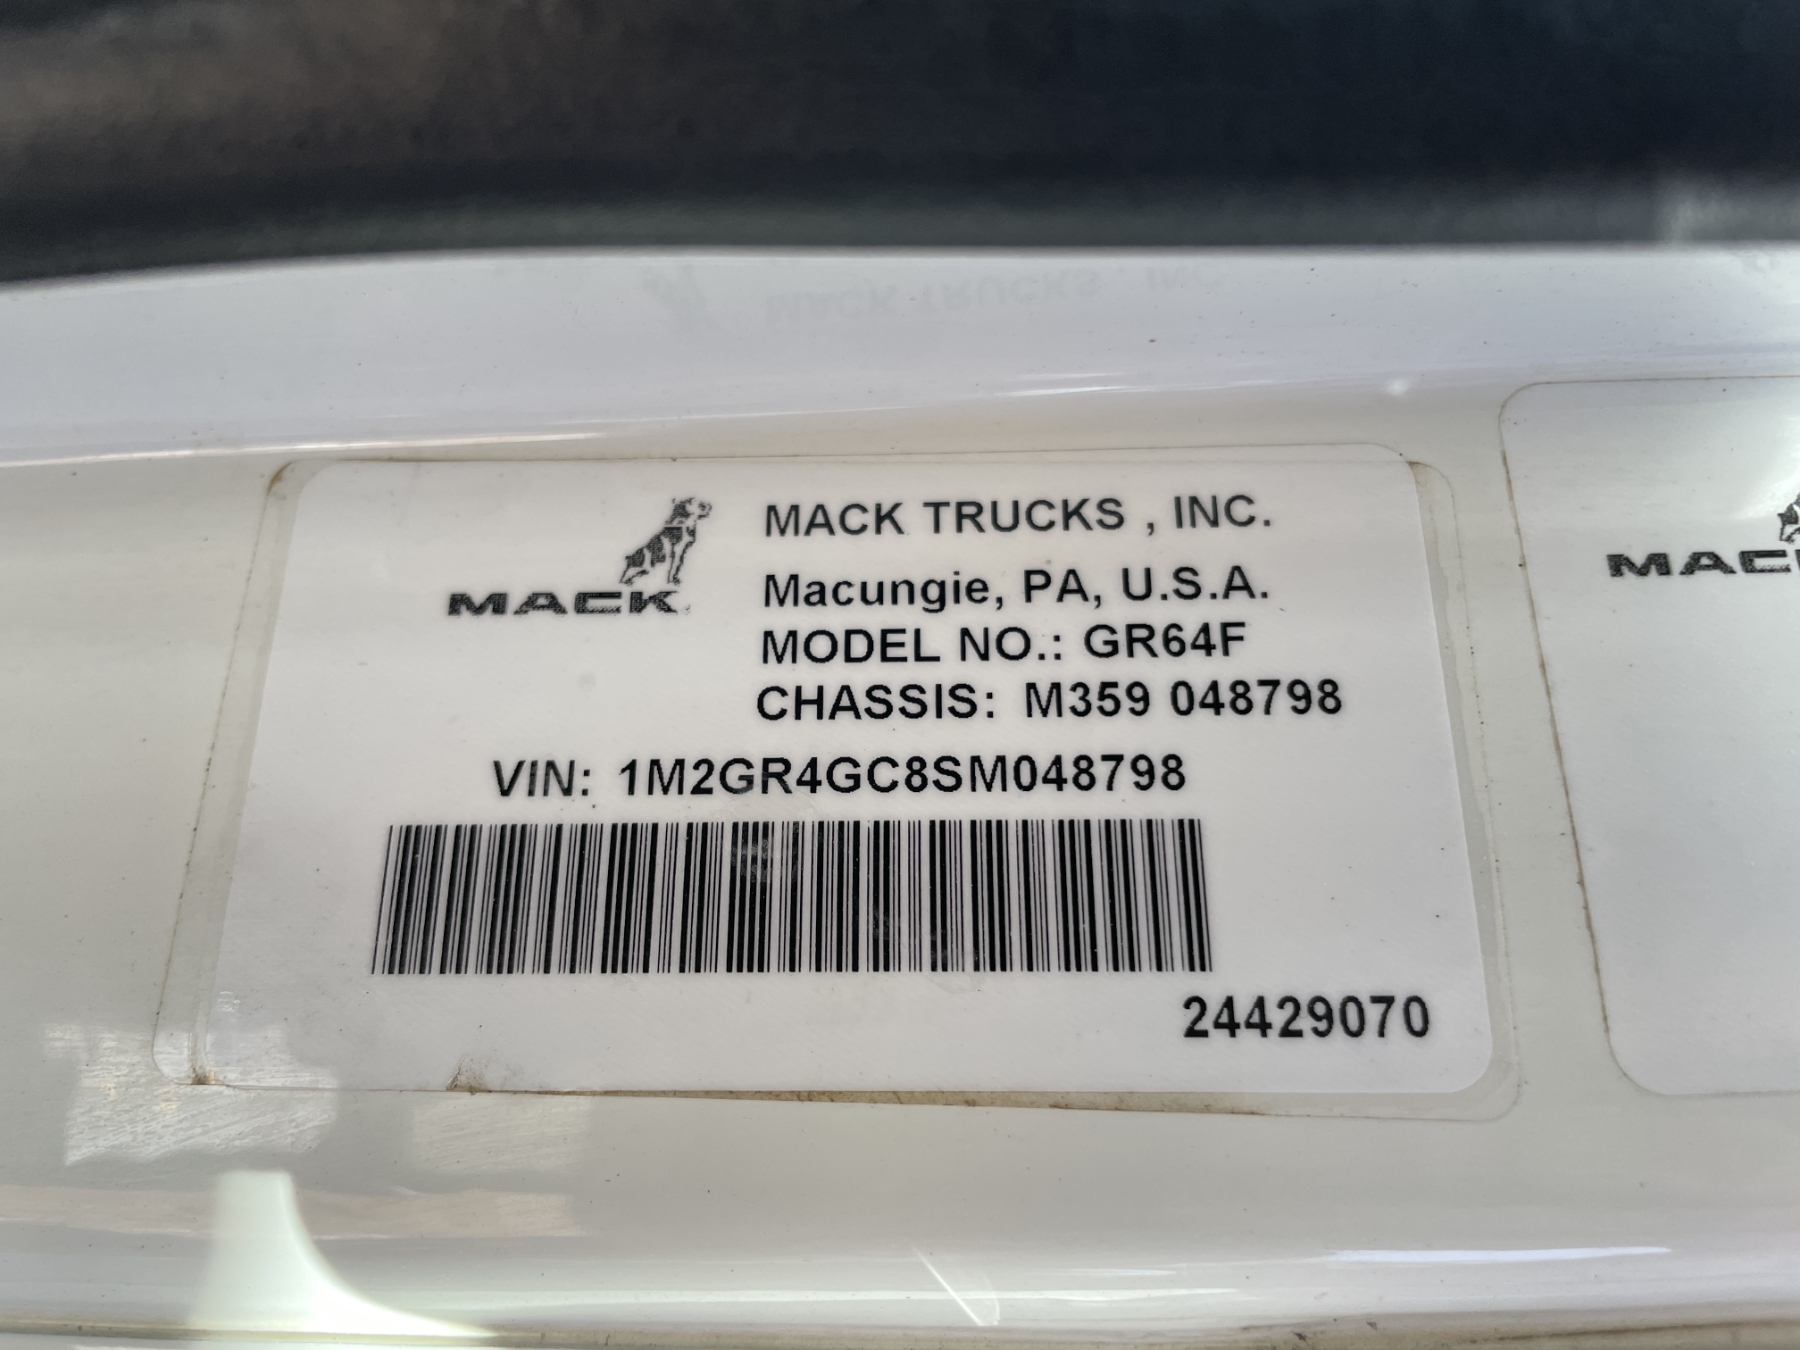 MACK TRUCKS , INC.
MACK
Macungie, PA, U.S.A.
MODEL NO.: GR64F
CHASSIS: M359 048798
VIN: 1M2GR4GC8SM048798
24429070
MAC